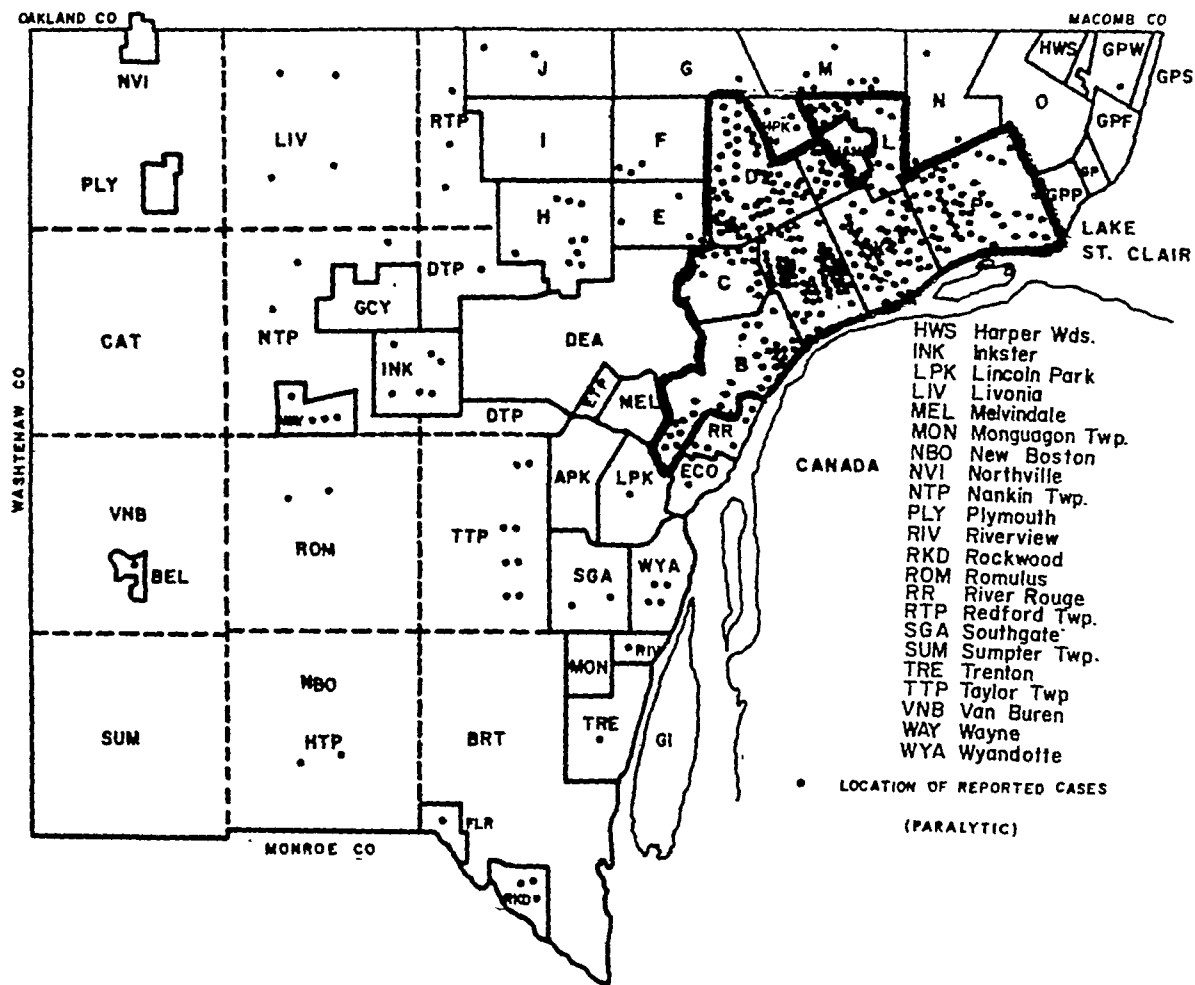 OAKLAND CO
MACOMB CO
NVI
J
G
M
N
O
HWS
GPW
GPS
LIV
RTP
I
F
HPK
HAM
L
GPF
PLY
H
E
D
P
GPP
GP
LAKE
ST. CLAIR
DTP
C
K
A
GCY
CAT
NTP
DEA
INK
B
ETP
MEL
WAY
DTP
RR
WASHTENAW CO
APK
LPK
ECO
CANADA
VNB
ROM
TTP
BEL
SGA
WYA
NBO
MON
RIV
SUM
HTP
BRT
TRE
GI
FLR
MONROE CO
RKD
HWS Harper Wds.
INK Inkster
LPK Lincoln Park
LIV Livonia
MEL Melvindale
MON Monguagon Twp.
NBO New Boston
NVI Northville
NTP Nankin Twp.
PLY Plymouth
RIV Riverview
RKD Rockwood
ROM Romulus
RR River Rouge
RTP Redford Twp.
SGA Southgate
SUM Sumpter Twp.
TRE Trenton
TTP Taylor Twp
VNB Van Buren
WAY Wayne
WYA Wyandotte
• LOCATION OF REPORTED CASES
(PARALYTIC)